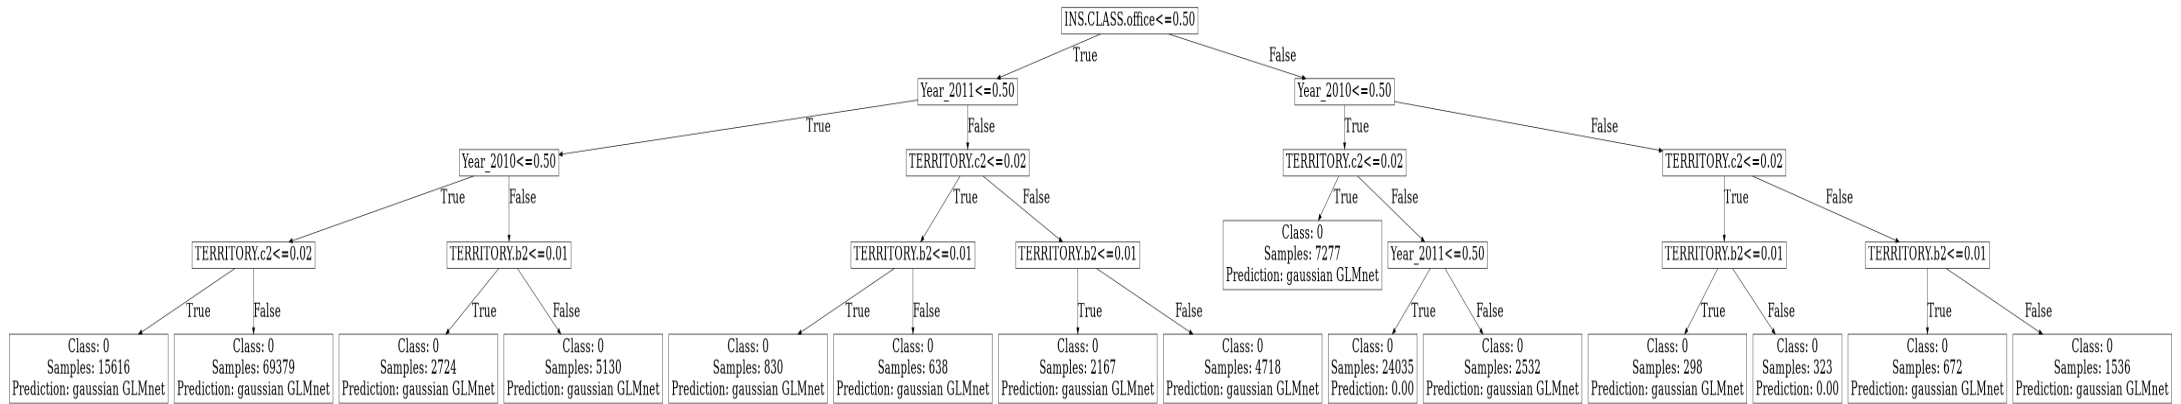 INS.CLASS.office<=0.50
True
False
Year_2011<=0.50
Year_2010<=0.50
True
False
True
False
Year_2010<=0.50
TERRITORY.c2<=0.02
TERRITORY.c2<=0.02
TERRITORY.c2<=0.02
True
False
True
False
True
False
True
False
TERRITORY.c2<=0.02
TERRITORY.b2<=0.01
TERRITORY.b2<=0.01
TERRITORY.b2<=0.01
Class: 0
Samples: 7277
Prediction: gaussian GLMnet
Year_2011<=0.50
TERRITORY.b2<=0.01
TERRITORY.b2<=0.01
True
False
True
False
True
False
True
False
True
False
True
False
True
False
Class: 0
Samples: 15616
Prediction: gaussian GLMnet
Class: 0
Samples: 69379
Prediction: gaussian GLMnet
Class: 0
Samples: 2724
Prediction: gaussian GLMnet
Class: 0
Samples: 5130
Prediction: gaussian GLMnet
Class: 0
Samples: 830
Prediction: gaussian GLMnet
Class: 0
Samples: 638
Prediction: gaussian GLMnet
Class: 0
Samples: 2167
Prediction: gaussian GLMnet
Class: 0
Samples: 4718
Prediction: gaussian GLMnet
Class: 0
Samples: 24035
Prediction: 0.00
Class: 0
Samples: 2532
Prediction: gaussian GLMnet
Class: 0
Samples: 298
Prediction: gaussian GLMnet
Class: 0
Samples: 323
Prediction: 0.00
Class: 0
Samples: 672
Prediction: gaussian GLMnet
Class: 0
Samples: 1536
Prediction: gaussian GLMnet